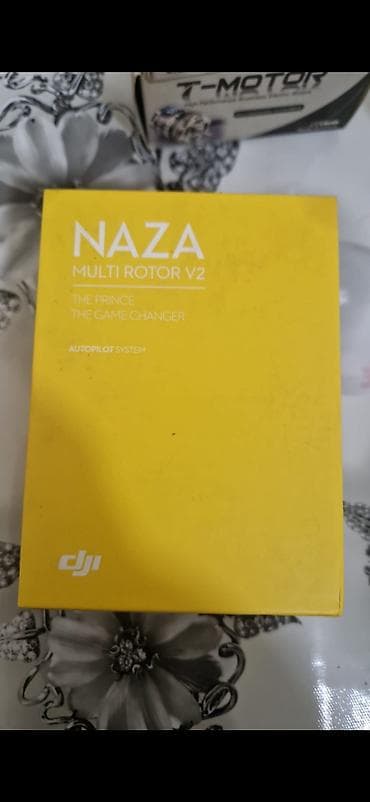 T-MOTOR
NAZA
MULTI ROTOR V2
THE PRINCE
THE GAME CHANGER
AUTOPILOT SYSTEM
dji